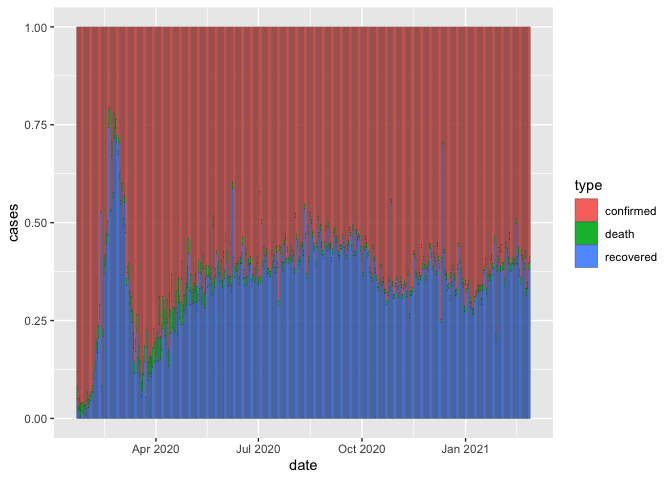 1.00
0.75
0.50
0.25
0.00
cases
Apr 2020
Jul 2020
Oct 2020
Jan 2021
date
type
confirmed
death
recovered